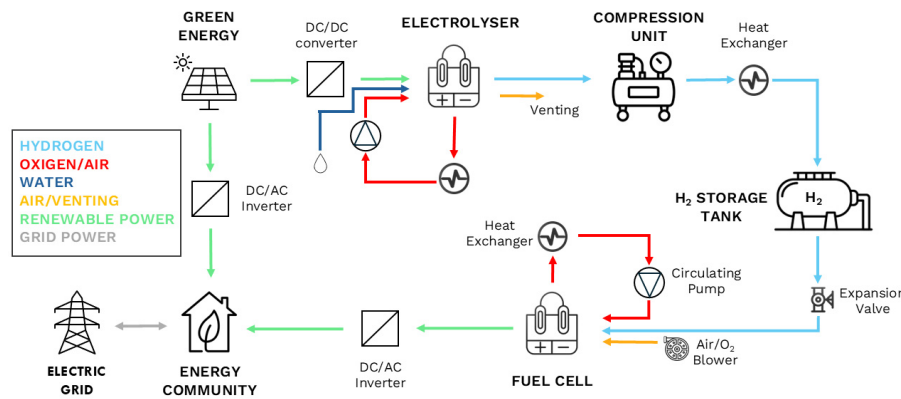 GREEN
ENERGY
DC/DC
converter
ELECTROLYSER
COMPRESSION
UNIT
Heat
Exchanger
Venting
HYDROGEN
OXIGEN/AIR
WATER
AIR/VENTING
RENEWABLE POWER
GRID POWER
DC/AC
Inverter
H₂ STORAGE
TANK
H₂
Heat
Exchanger
Circulating
Pump
Expansion
Valve
Air/O₂
Blower
ELECTRIC
GRID
ENERGY
COMMUNITY
DC/AC
Inverter
FUEL CELL